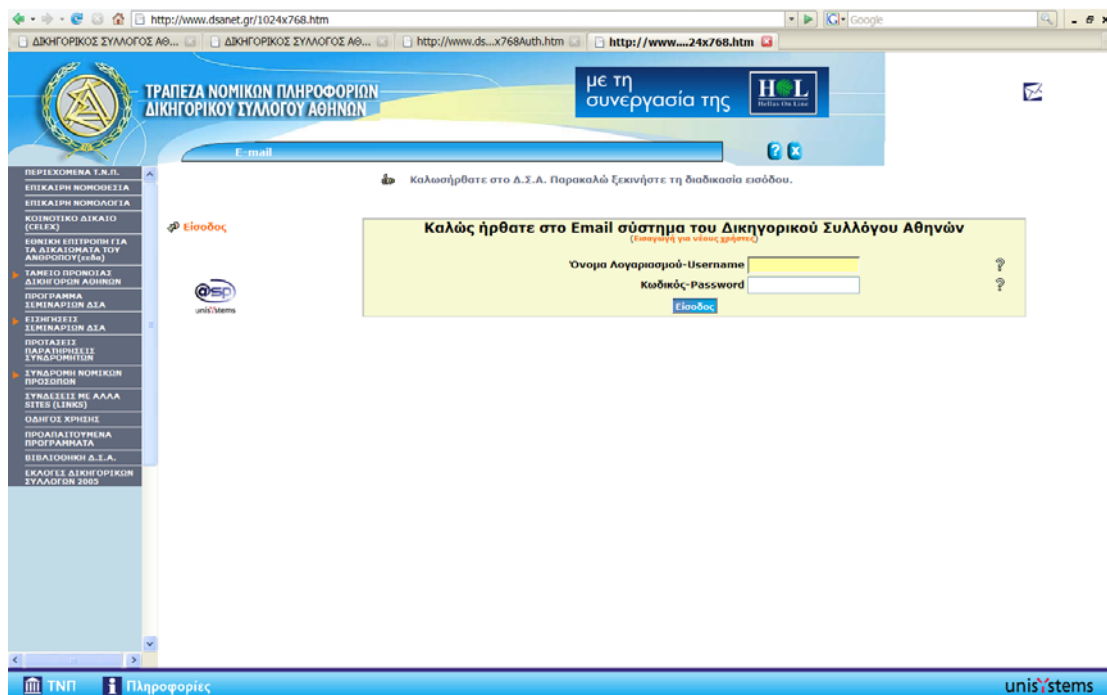 http://www.dsanet.gr/1024x768.htm
Google
ΔΙΚΗΓΟΡΙΚΟΣ ΣΥΛΛΟΓΟΣ ΑΘ...
ΔΙΚΗΓΟΡΙΚΟΣ ΣΥΛΛΟΓΟΣ ΑΘ...
http://www.ds...x768Auth.htm
http://www....24x768.htm
ΤΡΑΠΕΖΑ ΝΟΜΙΚΩΝ ΠΛΗΡΟΦΟΡΙΩΝ
ΔΙΚΗΓΟΡΙΚΟΥ ΣΥΛΛΟΓΟΥ ΑΘΗΝΩΝ
με τη
συνεργασία της
HOL
Hellas On Line
E-mail
ΠΕΡΙΕΧΟΜΕΝΑ Τ.Ν.Π.
ΕΠΙΚΑΙΡΗ ΝΟΜΟΘΕΣΙΑ
ΕΠΙΚΑΙΡΗ ΝΟΜΟΛΟΓΙΑ
ΚΟΙΝΟΤΙΚΟ ΔΙΚΑΙΟ
(CELEX)
ΕΘΝΙΚΗ ΕΠΙΤΡΟΠΗ ΓΙΑ
ΤΑ ΔΙΚΑΙΩΜΑΤΑ ΤΟΥ
ΑΝΘΡΩΠΟΥ(εεδα)
ΤΑΜΕΙΟ ΠΡΟΝΟΙΑΣ
ΔΙΚΗΓΟΡΩΝ ΑΘΗΝΩΝ
ΠΡΟΓΡΑΜΜΑ
ΣΕΜΙΝΑΡΙΩΝ ΔΣΑ
ΕΙΣΗΓΗΣΕΙΣ
ΣΕΜΙΝΑΡΙΩΝ ΔΣΑ
ΠΡΟΤΑΣΕΙΣ
ΠΑΡΑΤΗΡΗΣΕΙΣ
ΣΥΝΔΡΟΜΗΤΩΝ
ΣΥΝΔΡΟΜΗ ΝΟΜΙΚΩΝ
ΠΡΟΣΩΠΩΝ
ΣΥΝΔΕΣΕΙΣ ΜΕ ΑΛΛΑ
SITES (LINKS)
ΟΔΗΓΟΣ ΧΡΗΣΗΣ
ΠΡΟΑΠΑΙΤΟΥΜΕΝΑ
ΠΡΟΓΡΑΜΜΑΤΑ
ΒΙΒΛΙΟΘΗΚΗ Δ.Σ.Α.
ΕΚΛΟΓΕΣ ΔΙΚΗΓΟΡΙΚΩΝ
ΣΥΛΛΟΓΩΝ 2005
Καλωσήρθατε στο Δ.Σ.Α. Παρακαλώ ξεκινήστε τη διαδικασία εισόδου.
Είσοδος
@sp
unisystems
Καλώς ήρθατε στο Email σύστημα του Δικηγορικού Συλλόγου Αθηνών
(Εισαγωγή για νέους χρήστες)
Όνομα Λογαριασμού-Username
Κωδικός-Password
Είσοδος
ΤΝΠ
Πληροφορίες
unisystems